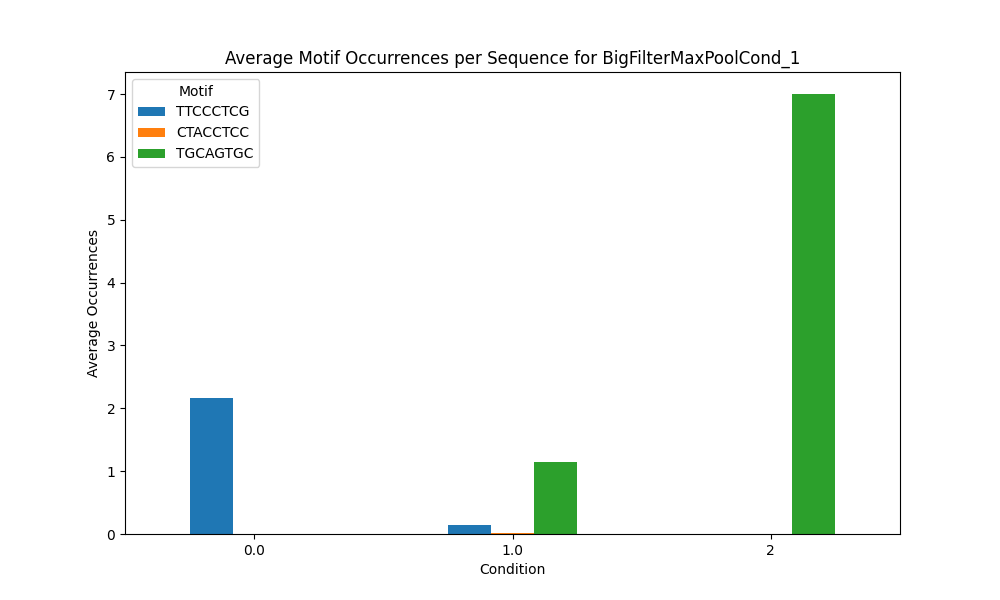 Average Motif Occurrences per Sequence for BigFilterMaxPoolCond_1
Motif
TTCCCTCG
CTACCTCC
TGCAGTGC
7
6
5
4
3
2
1
0
Average Occurrences
0.0
1.0
2
Condition